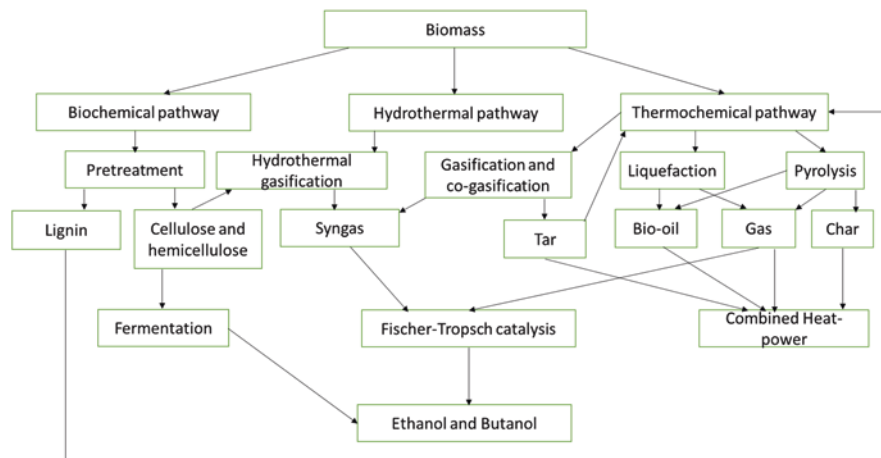 Biomass
Biochemical pathway
Hydrothermal pathway
Thermochemical pathway
Pretreatment
Hydrothermal
gasification
Gasification and
co-gasification
Liquefaction
Pyrolysis
Lignin
Cellulose and
hemicellulose
Syngas
Tar
Bio-oil
Gas
Char
Fermentation
Fischer-Tropsch catalysis
Combined Heat-
power
Ethanol and Butanol